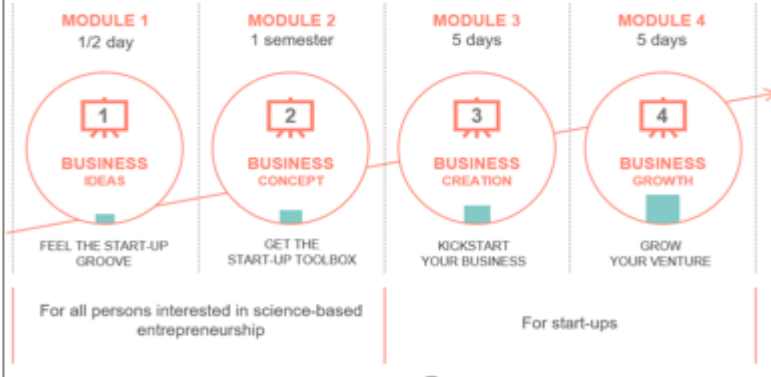 MODULE 1
1/2 day
1
BUSINESS
IDEAS
FEEL THE START-UP
GROOVE
MODULE 2
1 semester
2
BUSINESS
CONCEPT
GET THE
START-UP TOOLBOX
MODULE 3
5 days
3
BUSINESS
CREATION
KICKSTART
YOUR BUSINESS
MODULE 4
5 days
4
BUSINESS
GROWTH
GROW
YOUR VENTURE
For all persons interested in science-based
entrepreneurship
For start-ups